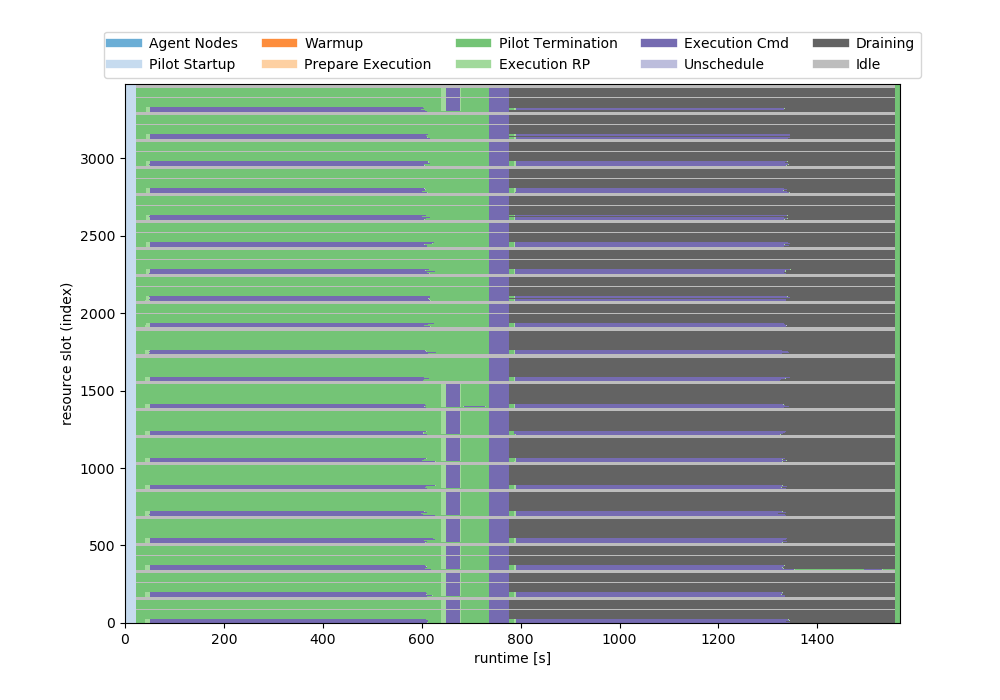 Agent Nodes Warmup Pilot Termination Execution Cmd Draining
Pilot Startup Prepare Execution Execution RP Unschedule Idle
3000
2500
2000
1500
1000
500
0
resource slot (index)
0 200 400 600 800 1000 1200 1400
runtime [s]